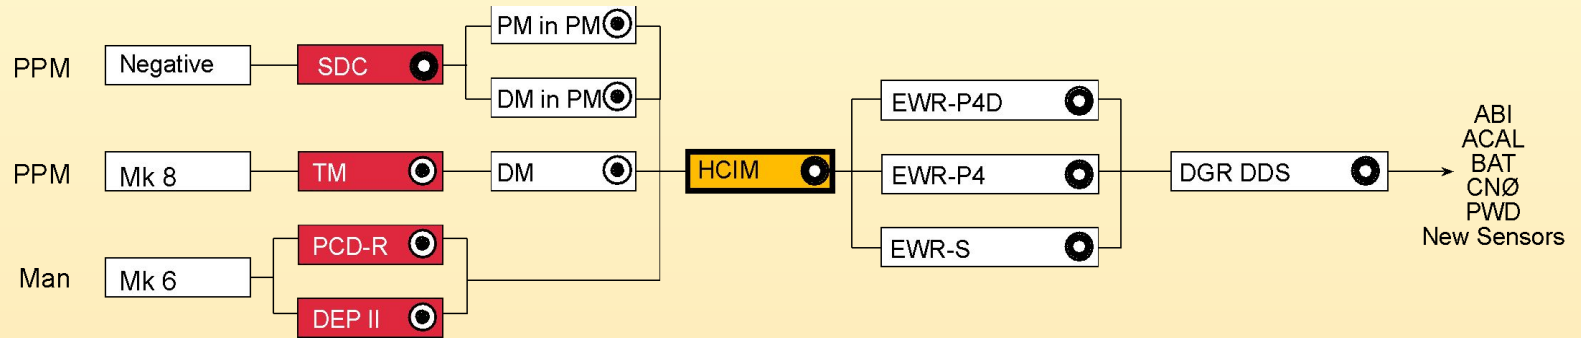 PPM
Negative
SDC
PM in PM
DM in PM
PPM
Mk 8
TM
DM
Man
Mk 6
PCD-R
DEP II
HCIM
EWR-P4D
EWR-P4
EWR-S
DGR DDS
ABI
ACAL
BAT
CNØ
PWD
New Sensors